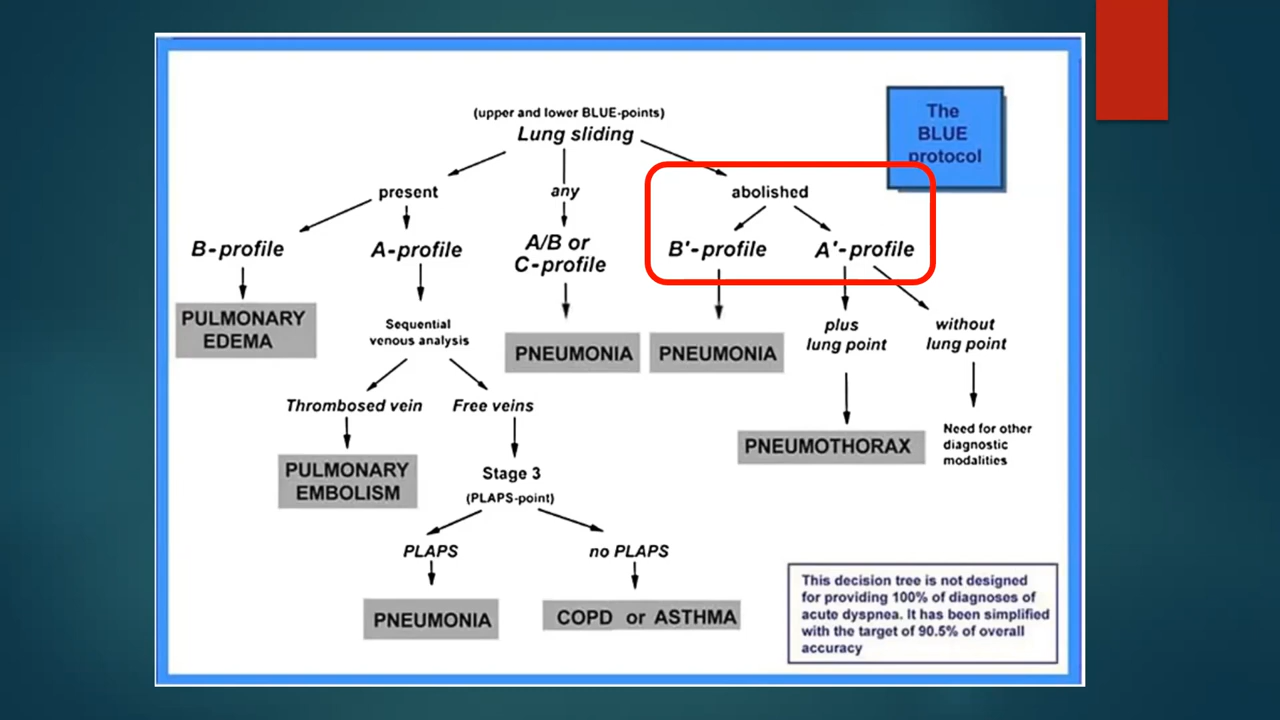 (upper and lower BLUE-points)
Lung sliding
The
BLUE
protocol
present
any
abolished
B-profile
A-profile
A/B or
C-profile
B'-profile
A'-profile
PULMONARY
EDEMA
Sequential
venous analysis
PNEUMONIA
PNEUMONIA
plus
lung point
without
lung point
Thrombosed vein
Free veins
PNEUMOTHORAX
Need for other
diagnostic
modalities
PULMONARY
EMBOLISM
Stage 3
(PLAPS-point)
PLAPS
no PLAPS
PNEUMONIA
COPD or ASTHMA
This decision tree is not designed
for providing 100% of diagnoses of
acute dyspnea. It has been simplified
with the target of 90.5% of overall
accuracy